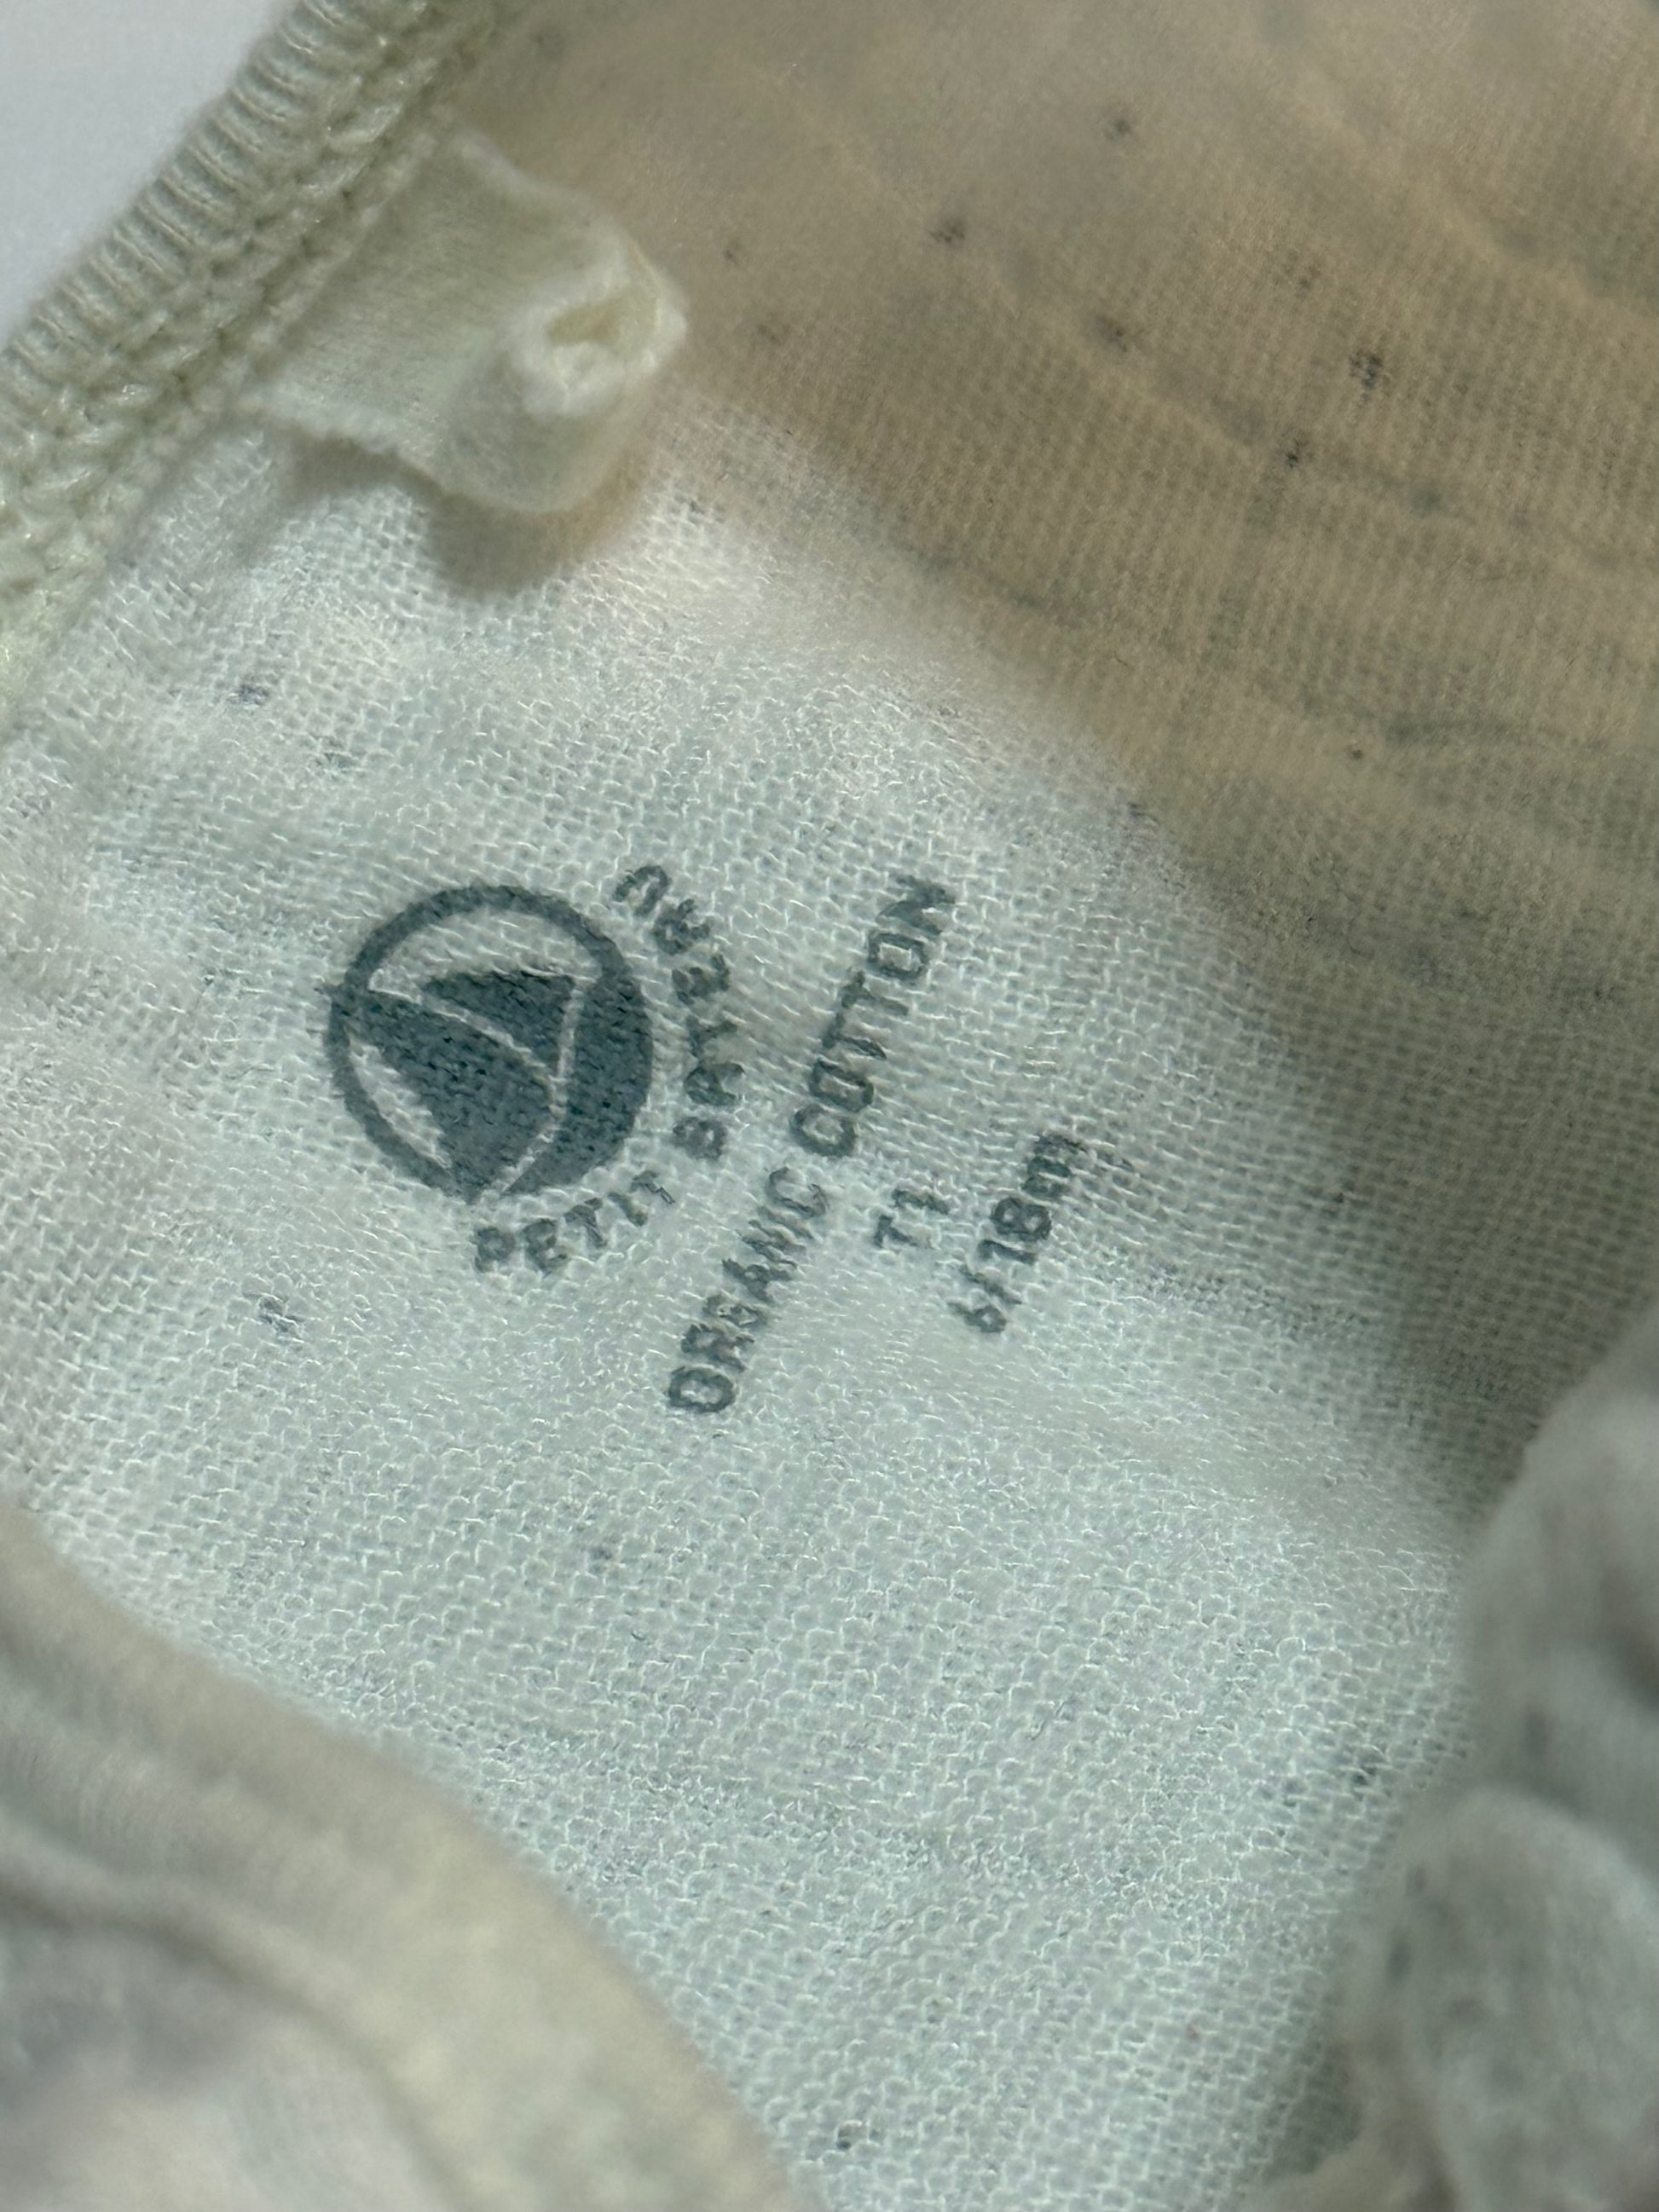 PETIT BATEAU
ORGANIC COTTON
T1
6/18m